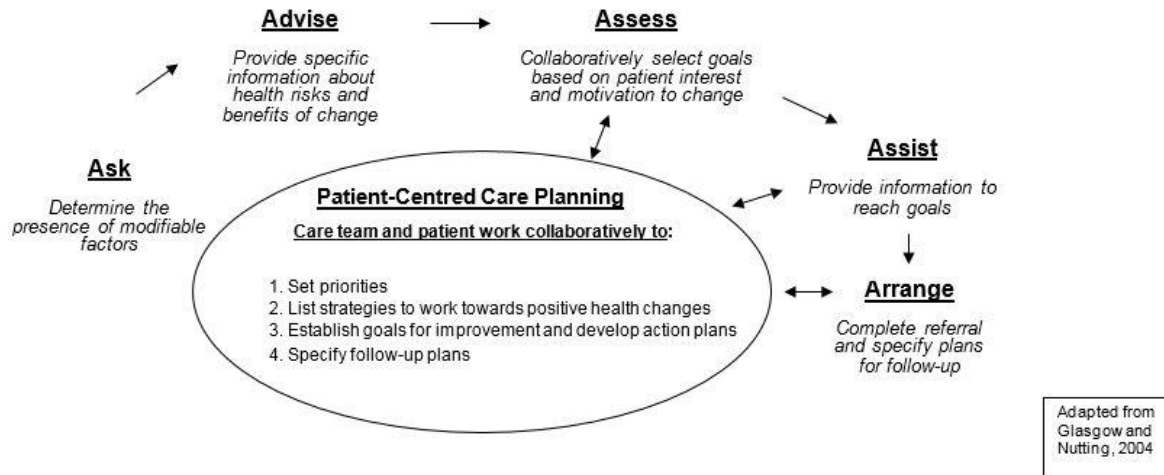 Ask
Determine the
presence of modifiable
factors
Advise
Provide specific
information about
health risks and
benefits of change
Assess
Collaboratively select goals
based on patient interest
and motivation to change
Assist
Provide information to
reach goals
Arrange
Complete referral
and specify plans
for follow-up
Patient-Centred Care Planning
Care team and patient work collaboratively to:
1. Set priorities
2. List strategies to work towards positive health changes
3. Establish goals for improvement and develop action plans
4. Specify follow-up plans
Adapted from
Glasgow and
Nutting, 2004